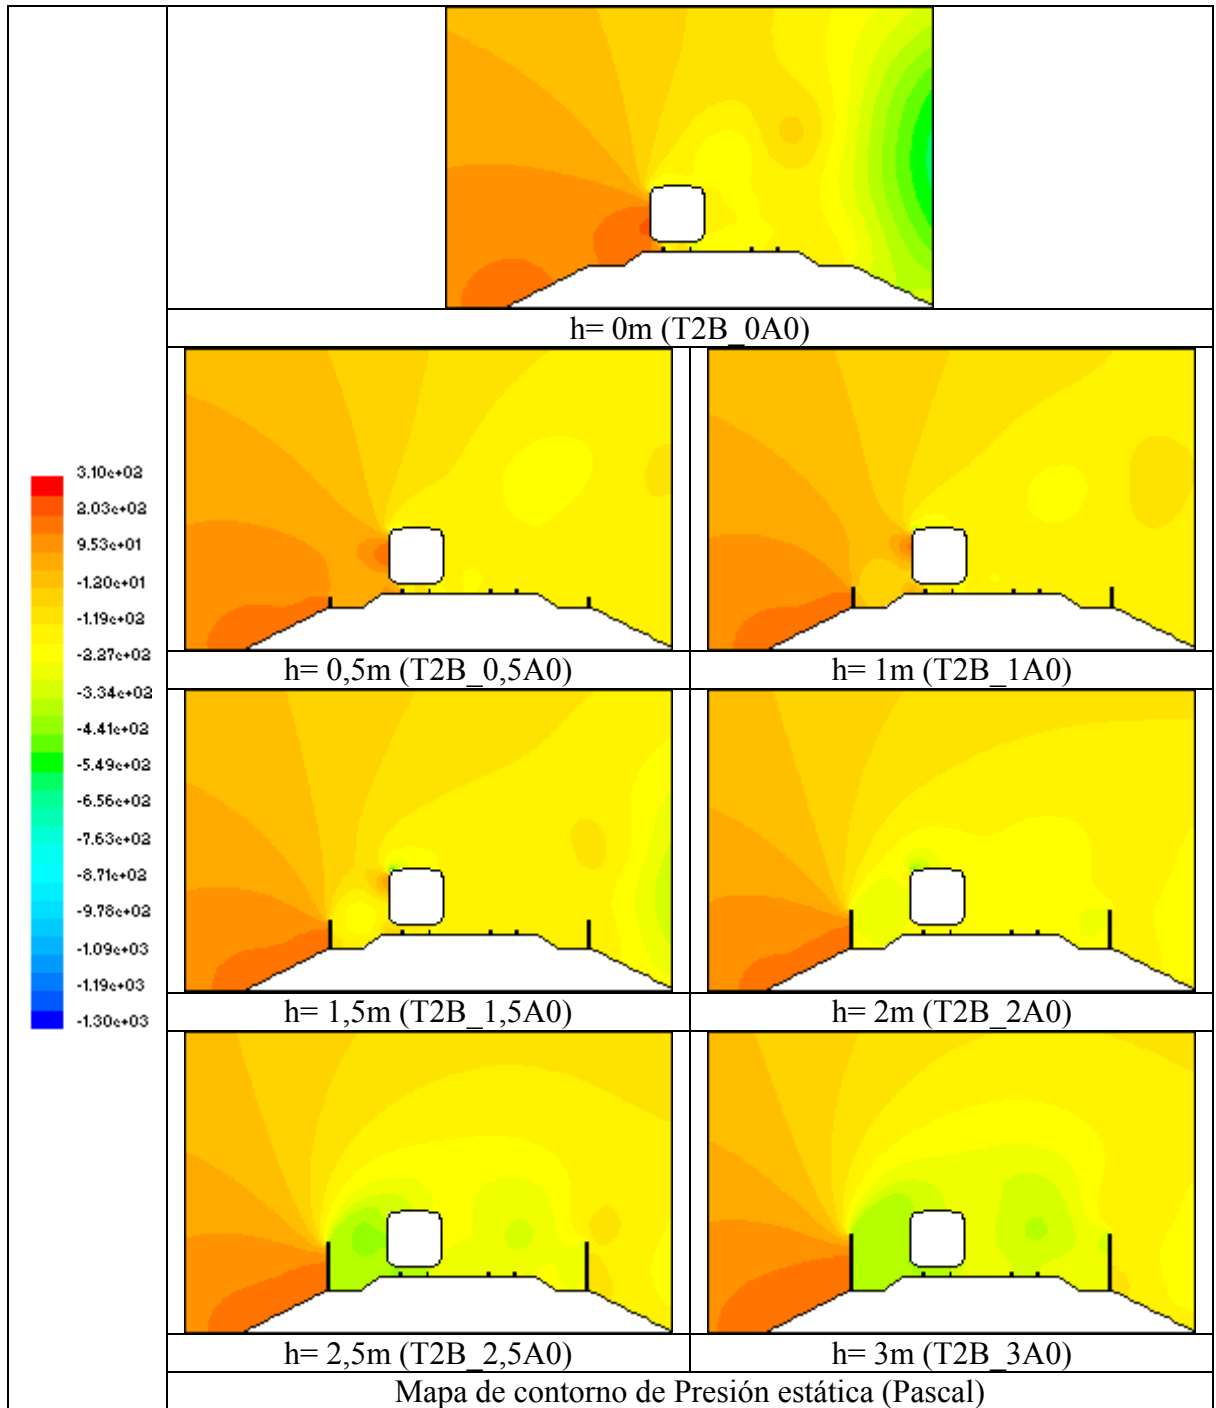 h= 0m (T2B_0A0)
3.10e+02
2.03e+02
9.53e+01
-1.20e+01
-1.19e+02
-2.27e+02
-3.34e+02
-4.41e+02
-5.49e+02
-6.56e+02
-7.63e+02
-8.71e+02
-9.78e+02
-1.09e+03
-1.19e+03
-1.30e+03
h= 0,5m (T2B_0,5A0)
h= 1m (T2B_1A0)
h= 1,5m (T2B_1,5A0)
h= 2m (T2B_2A0)
h= 2,5m (T2B_2,5A0)
h= 3m (T2B_3A0)
Mapa de contorno de Presión estática (Pascal)